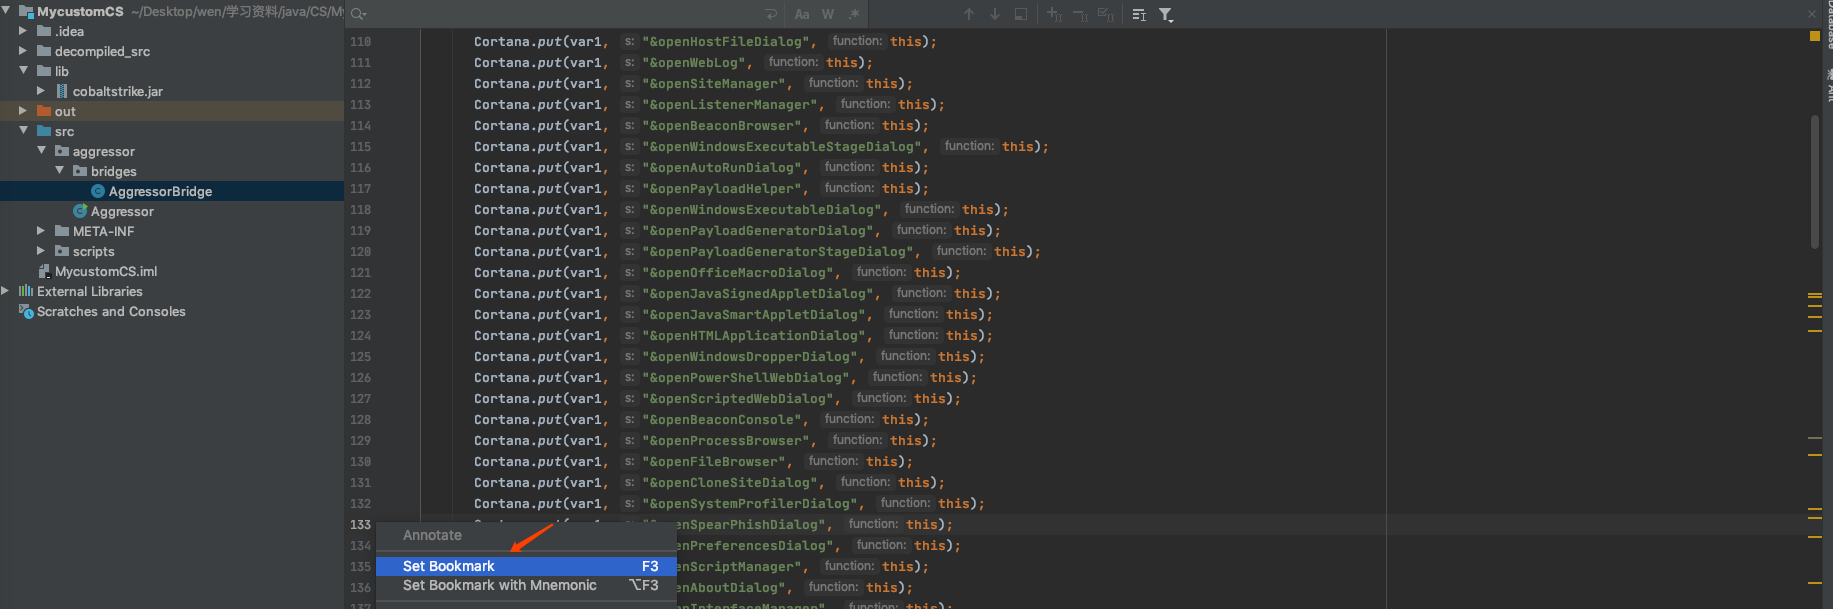 MycustomCS ~/Desktop/wen/学习资料/java/CS/My
.idea
decompiled_src
lib
cobaltstrike.jar
out
src
aggressor
bridges
AggressorBridge
Aggressor
META-INF
scripts
MycustomCS.iml
External Libraries
Scratches and Consoles
Aa W .*
110 Cortana.put(var1, s: "&openHostFileDialog", function: this);
111 Cortana.put(var1, s: "&openWebLog", function: this);
112 Cortana.put(var1, s: "&openSiteManager", function: this);
113 Cortana.put(var1, s: "&openListenerManager", function: this);
114 Cortana.put(var1, s: "&openBeaconBrowser", function: this);
115 Cortana.put(var1, s: "&openWindowsExecutableStageDialog", function: this);
116 Cortana.put(var1, s: "&openAutoRunDialog", function: this);
117 Cortana.put(var1, s: "&openPayloadHelper", function: this);
118 Cortana.put(var1, s: "&openWindowsExecutableDialog", function: this);
119 Cortana.put(var1, s: "&openPayloadGeneratorDialog", function: this);
120 Cortana.put(var1, s: "&openPayloadGeneratorStageDialog", function: this);
121 Cortana.put(var1, s: "&openOfficeMacroDialog", function: this);
122 Cortana.put(var1, s: "&openJavaSignedAppletDialog", function: this);
123 Cortana.put(var1, s: "&openJavaSmartAppletDialog", function: this);
124 Cortana.put(var1, s: "&openHTMLApplicationDialog", function: this);
125 Cortana.put(var1, s: "&openWindowsDropperDialog", function: this);
126 Cortana.put(var1, s: "&openPowerShellWebDialog", function: this);
127 Cortana.put(var1, s: "&openScriptedWebDialog", function: this);
128 Cortana.put(var1, s: "&openBeaconConsole", function: this);
129 Cortana.put(var1, s: "&openProcessBrowser", function: this);
130 Cortana.put(var1, s: "&openFileBrowser", function: this);
131 Cortana.put(var1, s: "&openCloneSiteDialog", function: this);
132 Cortana.put(var1, s: "&openSystemProfilerDialog", function: this);
133 enSpearPhishDialog", function: this);
134 enPreferencesDialog", function: this);
135 enScriptManager", function: this);
136 enAboutDialog", function: this);
137 enInterfaceManager", function: this);
Annotate
Set Bookmark F3
Set Bookmark with Mnemonic ⌥F3
Database
Ant